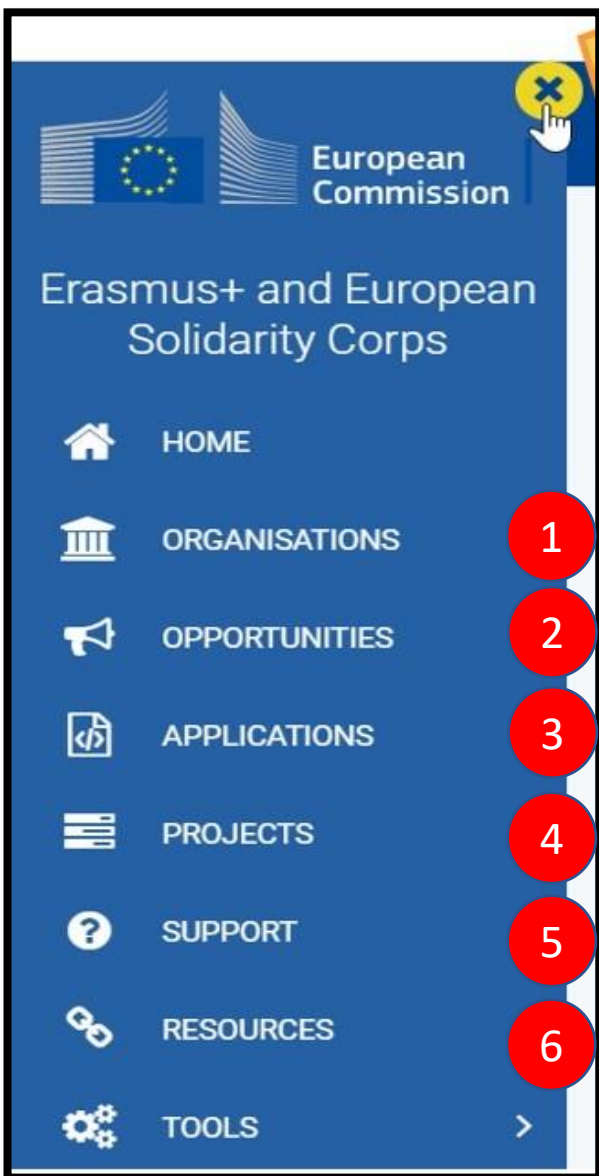 European
Commission
Erasmus+ and European
Solidarity Corps
HOME
ORGANISATIONS 1
OPPORTUNITIES 2
APPLICATIONS 3
PROJECTS 4
SUPPORT 5
RESOURCES 6
TOOLS